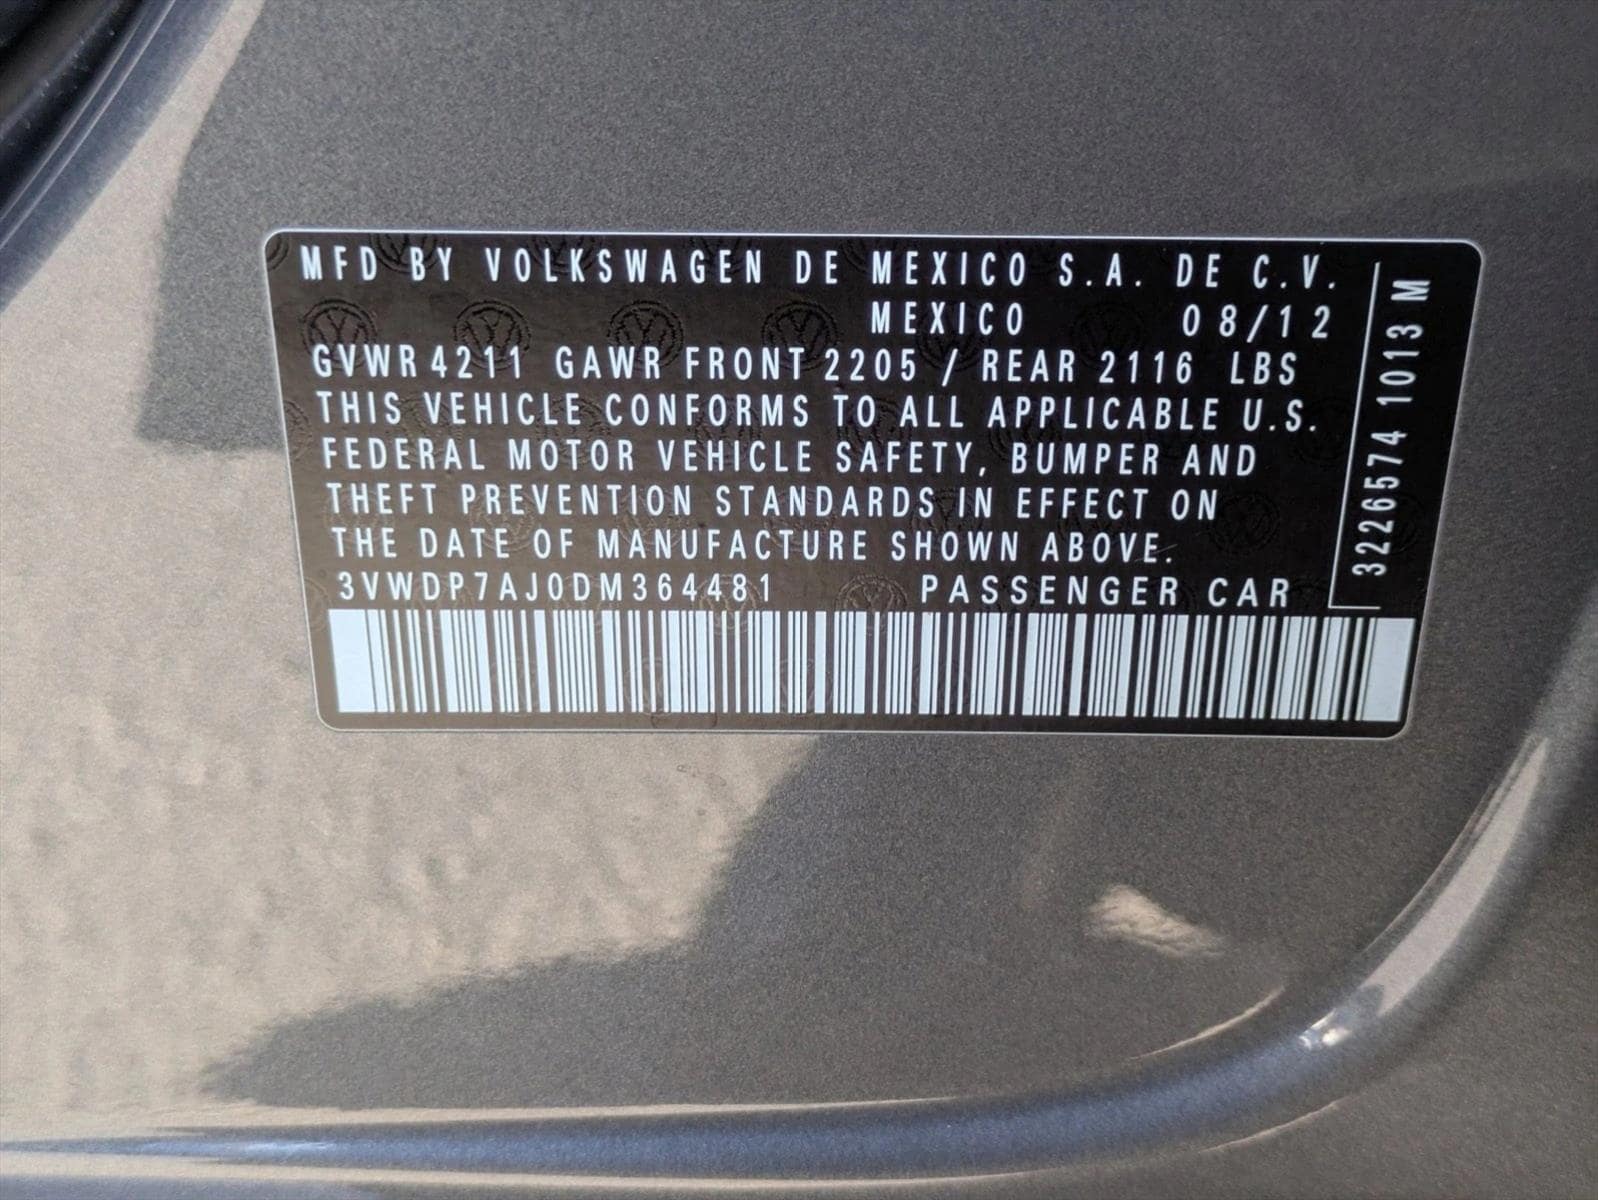 MFD BY VOLKSWAGEN DE MEXICO S.A. DE C.V.
MEXICO 08/12
GVWR 4211 GAWR FRONT 2205 / REAR 2116 LBS
THIS VEHICLE CONFORMS TO ALL APPLICABLE U.S.
FEDERAL MOTOR VEHICLE SAFETY, BUMPER AND
THEFT PREVENTION STANDARDS IN EFFECT ON
THE DATE OF MANUFACTURE SHOWN ABOVE.
3VWDP7AJ0DM364481 PASSENGER CAR
3226574 1013 M